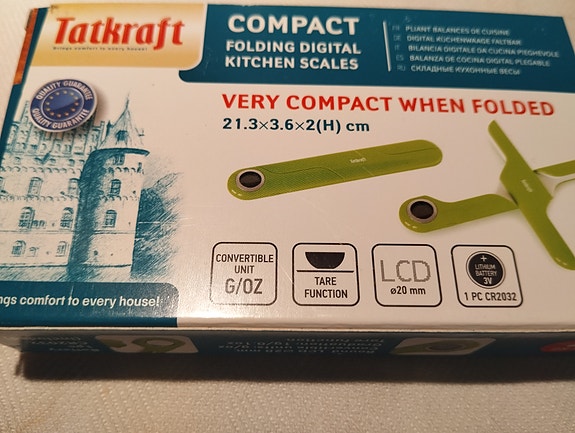 Tatkraft
Brings comfort to every house!
COMPACT
FOLDING DIGITAL
KITCHEN SCALES
FR PLIANT BALANCES DE CUISINE
DE DIGITAL KÜCHENWAAGE FALTBAR
IT BILANCIA DIGITALE DA CUCINA PIEGHEVOLE
ES BALANZA DE COCINA DIGITAL PLEGABLE
RU СКЛАДНЫЕ КУХОННЫЕ ВЕСЫ
QUALITY GUARANTEE
QUALITY GUARANTEE
VERY COMPACT WHEN FOLDED
21.3×3.6×2(H) cm
tatkraft
CONVERTIBLE
UNIT
G/OZ
TARE
FUNCTION
LCD
ø20 mm
+
LITHIUM
BATTERY
3V
1 PC CR2032
ngs comfort to every house!